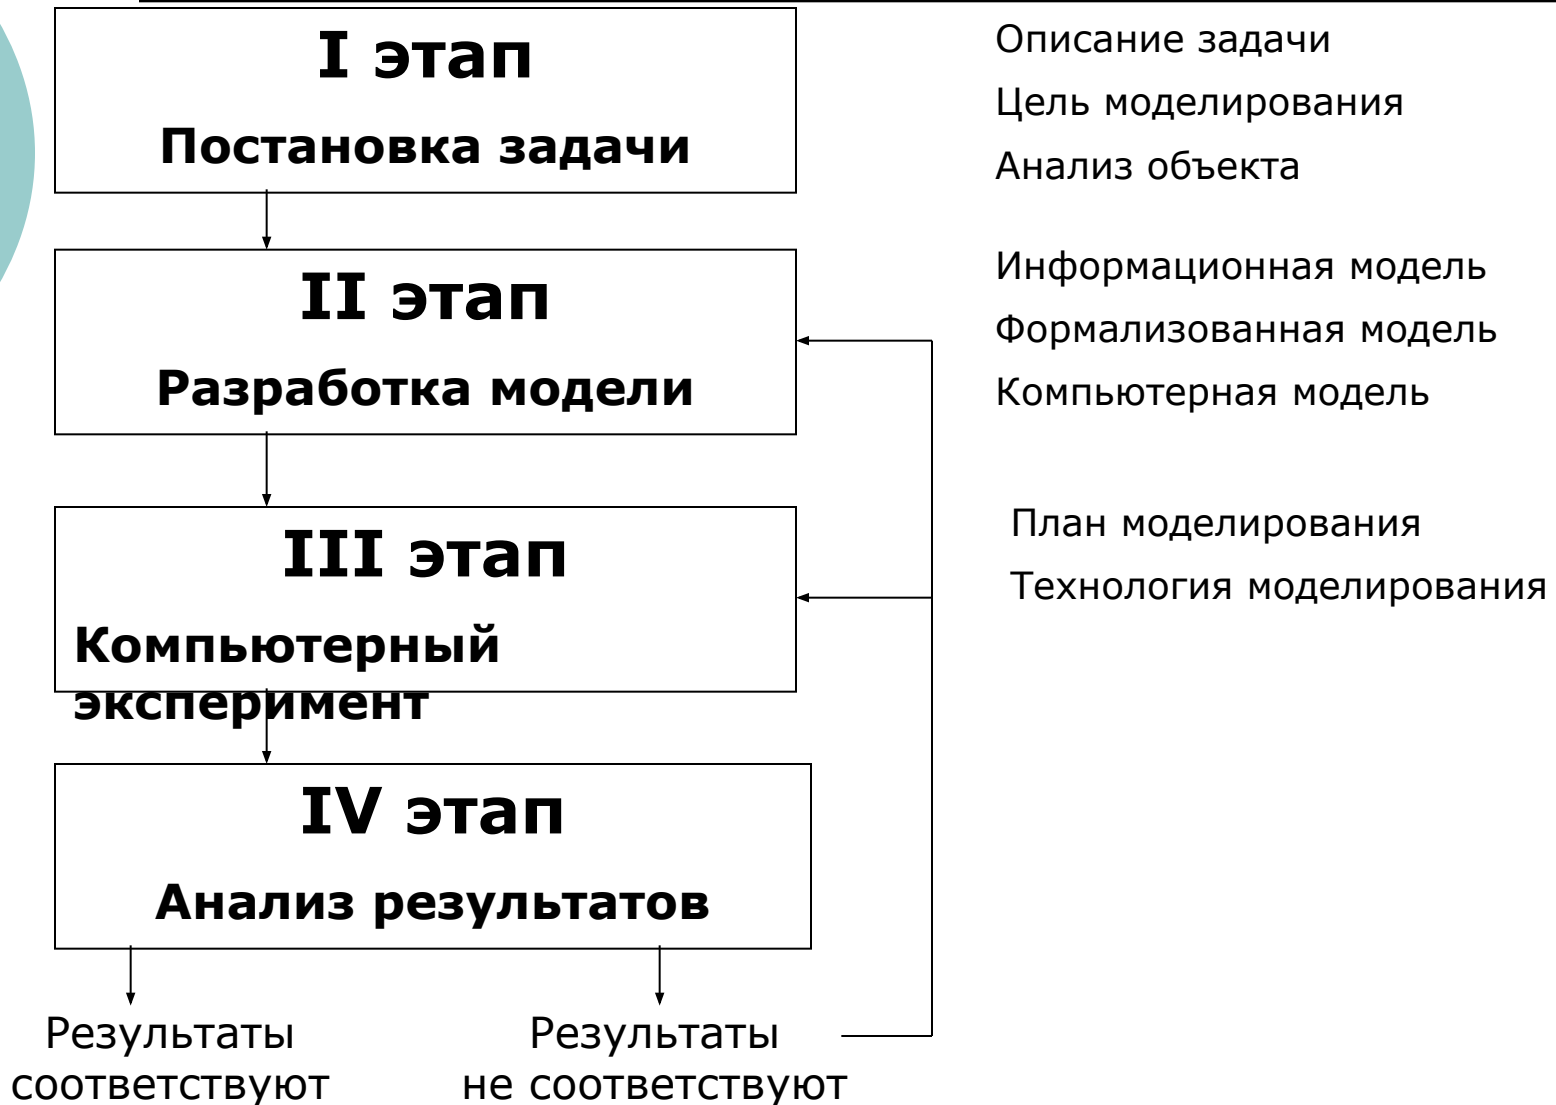 I этап
Постановка задачи
Описание задачи
Цель моделирования
Анализ объекта
II этап
Разработка модели
Информационная модель
Формализованная модель
Компьютерная модель
III этап
Компьютерный
эксперимент
План моделирования
Технология моделирования
IV этап
Анализ результатов
Результаты
соответствуют
Результаты
не соответствуют